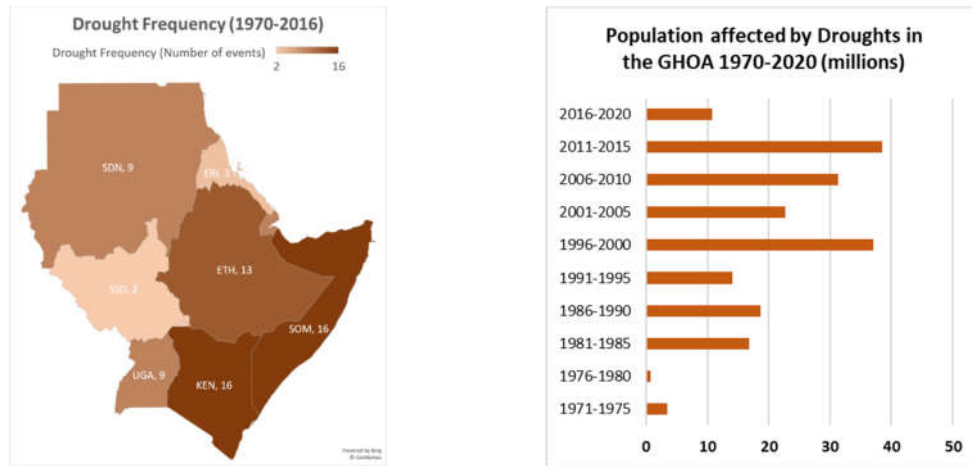 Drought Frequency (1970-2016)
Drought Frequency (Number of events)
2 16
SDN, 9
ERI, 2
ETH, 13
SSD, 2
SOM, 16
UGA, 9
KEN, 16
Powered by Bing
© GeoNames
Population affected by Droughts in
the GHOA 1970-2020 (millions)
2016-2020
2011-2015
2006-2010
2001-2005
1996-2000
1991-1995
1986-1990
1981-1985
1976-1980
1971-1975
0 10 20 30 40 50